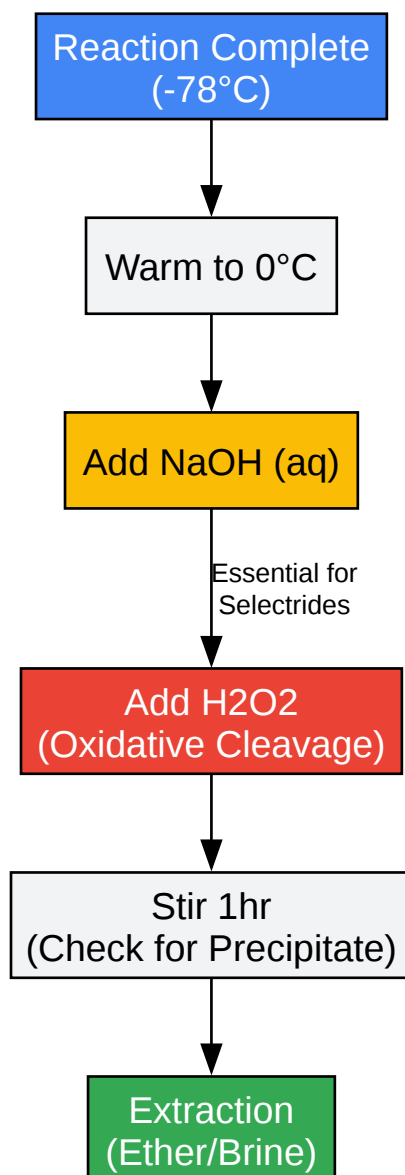 Reaction Complete
(-78°C)
Warm to 0°C
Add NaOH (aq)
Essential for
Selectrides
Add H2O2
(Oxidative Cleavage)
Stir 1hr
(Check for Precipitate)
Extraction
(Ether/Brine)